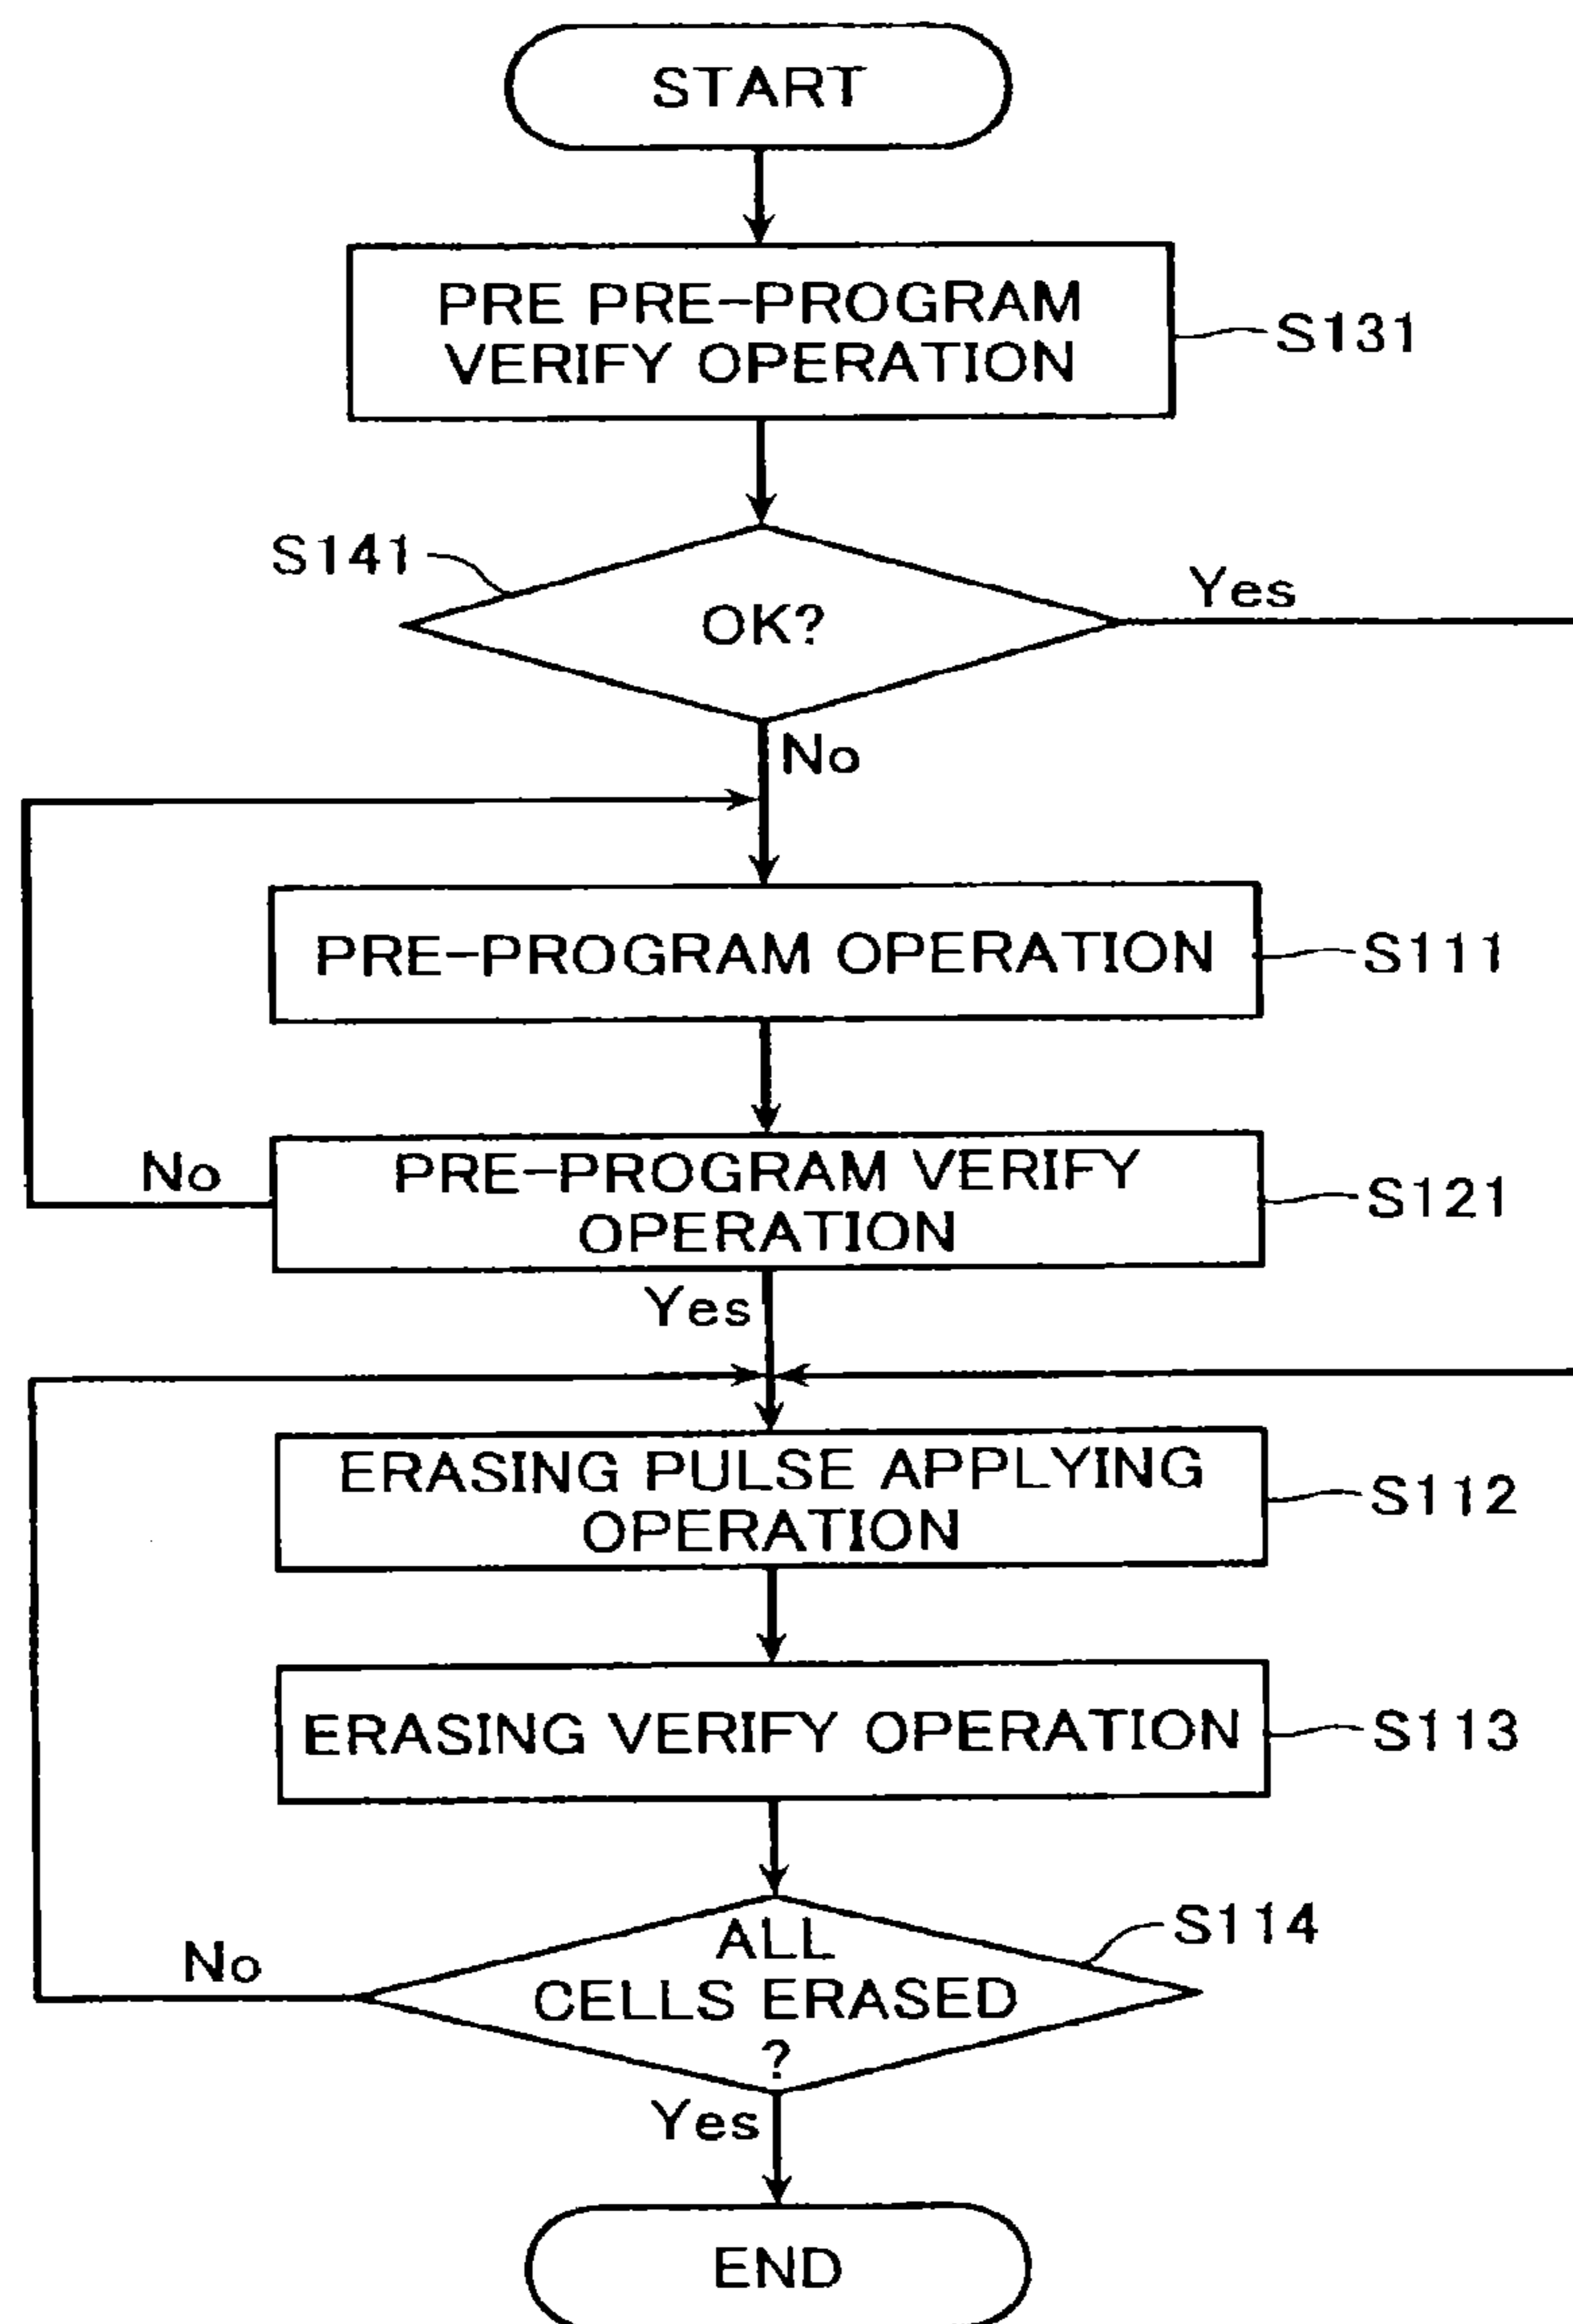 START
PRE PRE-PROGRAM
VERIFY OPERATION
S131
S141
OK?
Yes
No
PRE-PROGRAM OPERATION
S111
No
PRE-PROGRAM VERIFY
OPERATION
S121
Yes
ERASING PULSE APPLYING
OPERATION
S112
ERASING VERIFY OPERATION
S113
S114
ALL
CELLS ERASED
?
No
Yes
END